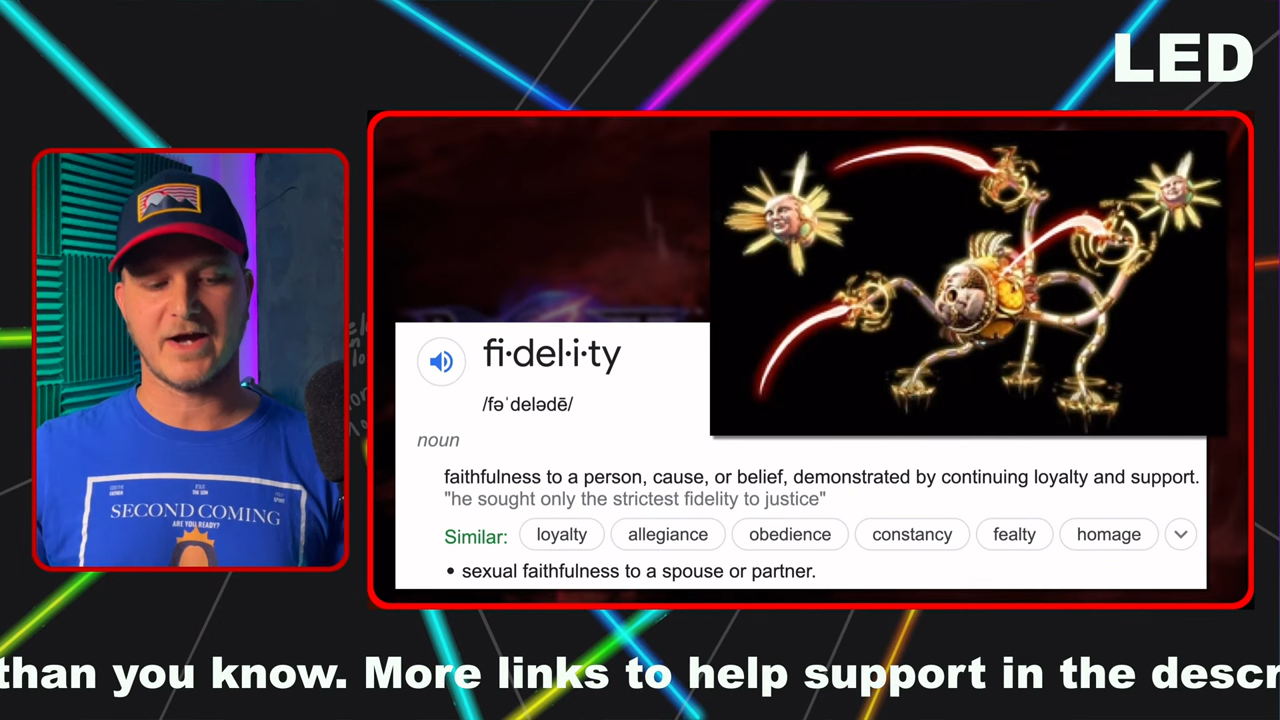 LED
fi·del·i·ty
/fəˈdelədē/
noun
faithfulness to a person, cause, or belief, demonstrated by continuing loyalty and support.
"he sought only the strictest fidelity to justice"
Similar: loyalty allegiance obedience constancy fealty homage
• sexual faithfulness to a spouse or partner.
SECOND COMING
ARE YOU READY?
than you know. More links to help support in the descr